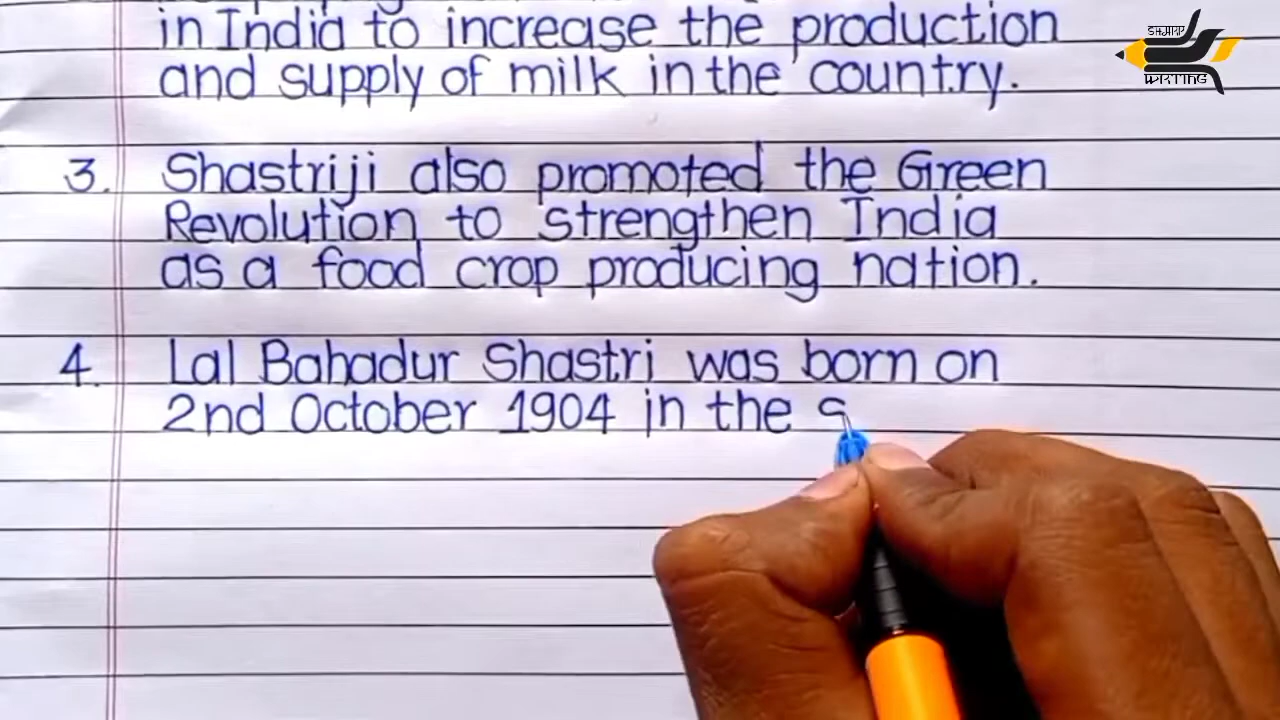 in India to increase the production
and supply of milk in the country.
3. Shastriji also promoted the Green
Revolution to strengthen India
as a food crop producing nation.
4. Lal Bahadur Shastri was born on
2nd October 1904 in the
SHARP
WRITING